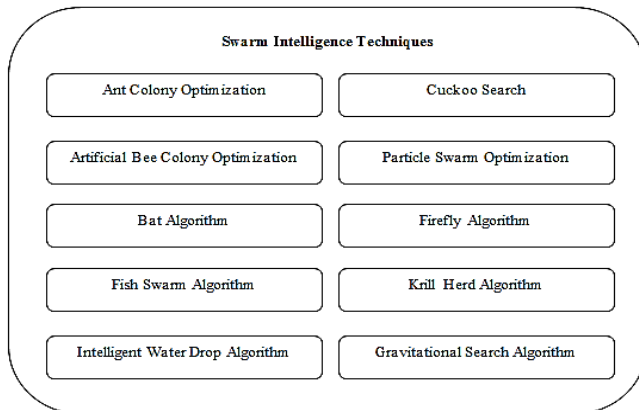 Swarm Intelligence Techniques
Ant Colony Optimization
Cuckoo Search
Artificial Bee Colony Optimization
Particle Swarm Optimization
Bat Algorithm
Firefly Algorithm
Fish Swarm Algorithm
Krill Herd Algorithm
Intelligent Water Drop Algorithm
Gravitational Search Algorithm